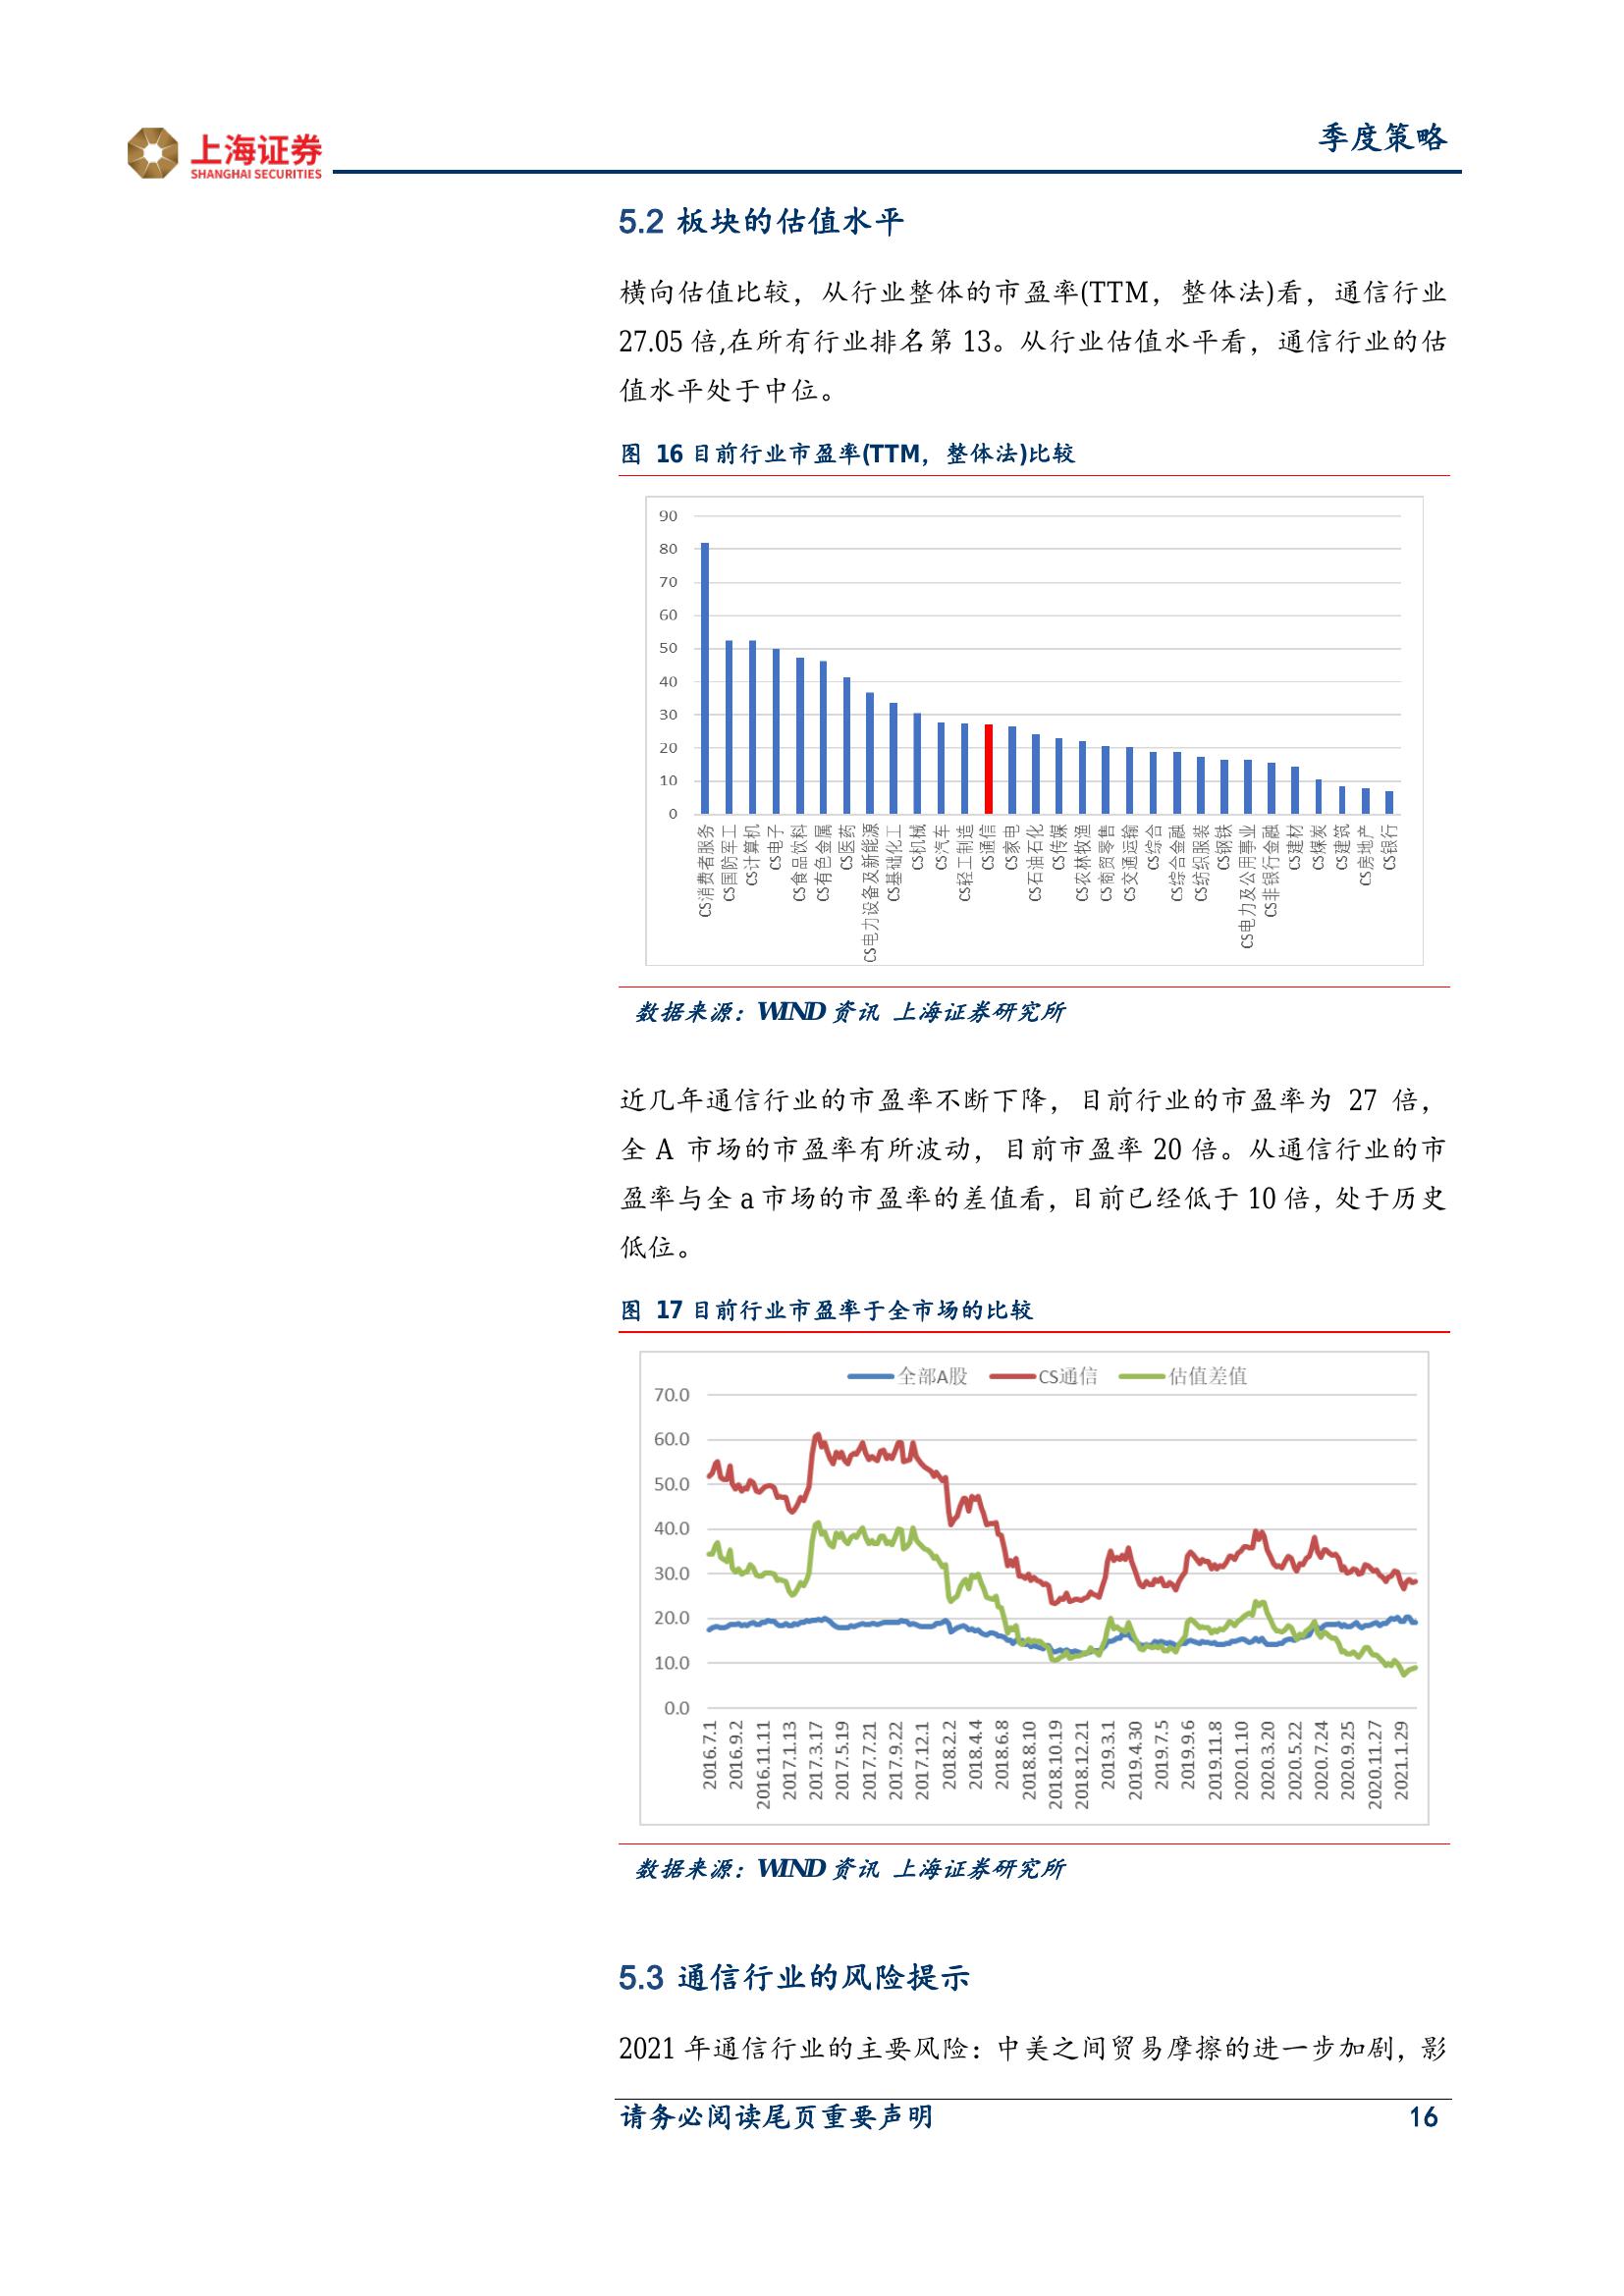 上海证券
SHANGHAI SECURITIES
季度策略
5.2 板块的估值水平
横向估值比较，从行业整体的市盈率(TTM，整体法)看，通信行业
27.05 倍,在所有行业排名第 13。从行业估值水平看，通信行业的估
值水平处于中位。
图 16 目前行业市盈率(TTM，整体法)比较
90
80
70
60
50
40
30
20
10
0
CS消费者服务
CS国防军工
CS计算机
CS电子
CS食品饮料
CS有色金属
CS医药
CS电力设备及新能源
CS基础化工
CS机械
CS汽车
CS轻工制造
CS通信
CS家电
CS石油石化
CS传媒
CS农林牧渔
CS商贸零售
CS交通运输
CS综合
CS综合金融
CS纺织服装
CS钢铁
CS电力及公用事业
CS非银行金融
CS建材
CS煤炭
CS建筑
CS房地产
CS银行
数据来源：WIND 资讯 上海证券研究所
近几年通信行业的市盈率不断下降，目前行业的市盈率为 27 倍，
全 A 市场的市盈率有所波动，目前市盈率 20 倍。从通信行业的市
盈率与全 a 市场的市盈率的差值看，目前已经低于 10 倍，处于历史
低位。
图 17 目前行业市盈率于全市场的比较
全部A股 CS通信 估值差值
70.0
60.0
50.0
40.0
30.0
20.0
10.0
0.0
2016.7.1
2016.9.2
2016.11.11
2017.1.13
2017.3.17
2017.5.19
2017.7.21
2017.9.22
2017.12.1
2018.2.2
2018.4.4
2018.6.8
2018.8.10
2018.10.19
2018.12.21
2019.3.1
2019.4.30
2019.7.5
2019.9.6
2019.11.8
2020.1.10
2020.3.20
2020.5.22
2020.7.24
2020.9.25
2020.11.27
2021.1.29
数据来源：WIND 资讯 上海证券研究所
5.3 通信行业的风险提示
2021 年通信行业的主要风险：中美之间贸易摩擦的进一步加剧，影
请务必阅读尾页重要声明
16